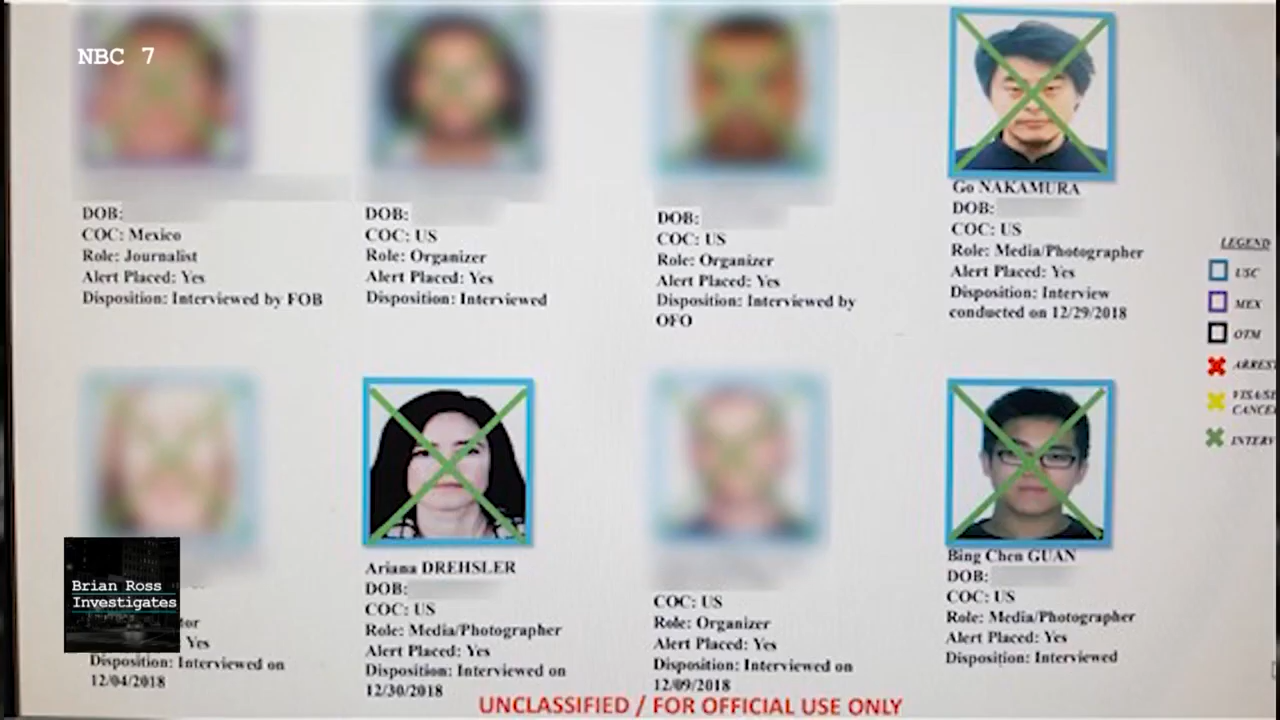 NBC 7
DOB:
COC: Mexico
Role: Journalist
Alert Placed: Yes
Disposition: Interviewed by FOB
DOB:
COC: US
Role: Organizer
Alert Placed: Yes
Disposition: Interviewed
DOB:
COC: US
Role: Organizer
Alert Placed: Yes
Disposition: Interviewed by
OFO
Go NAKAMURA
DOB:
COC: US
Role: Media/Photographer
Alert Placed: Yes
Disposition: Interview
conducted on 12/29/2018
LEGEND
USC
MEX
OTM
Brian Ross
Investigates
Yes
Disposition: Interviewed on
12/04/2018
Ariana DREHSLER
DOB:
COC: US
Role: Media/Photographer
Alert Placed: Yes
Disposition: Interviewed on
12/30/2018
COC: US
Role: Organizer
Alert Placed: Yes
Disposition: Interviewed on
12/09/2018
Bing Chen GUAN
DOB:
COC: US
Role: Media/Photographer
Alert Placed: Yes
Disposition: Interviewed
UNCLASSIFIED / FOR OFFICIAL USE ONLY